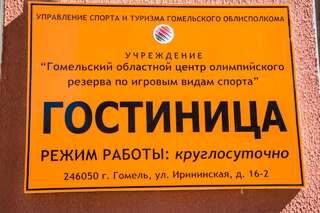 УПРАВЛЕНИЕ СПОРТА И ТУРИЗМА ГОМЕЛЬСКОГО ОБЛИСПОЛКОМА
УЧРЕЖДЕНИЕ
“Гомельский областной центр олимпийского
резерва по игровым видам спорта”
ГОСТИНИЦА
РЕЖИМ РАБОТЫ: круглосуточно
246050 г. Гомель, ул. Ирининская, д. 16-2